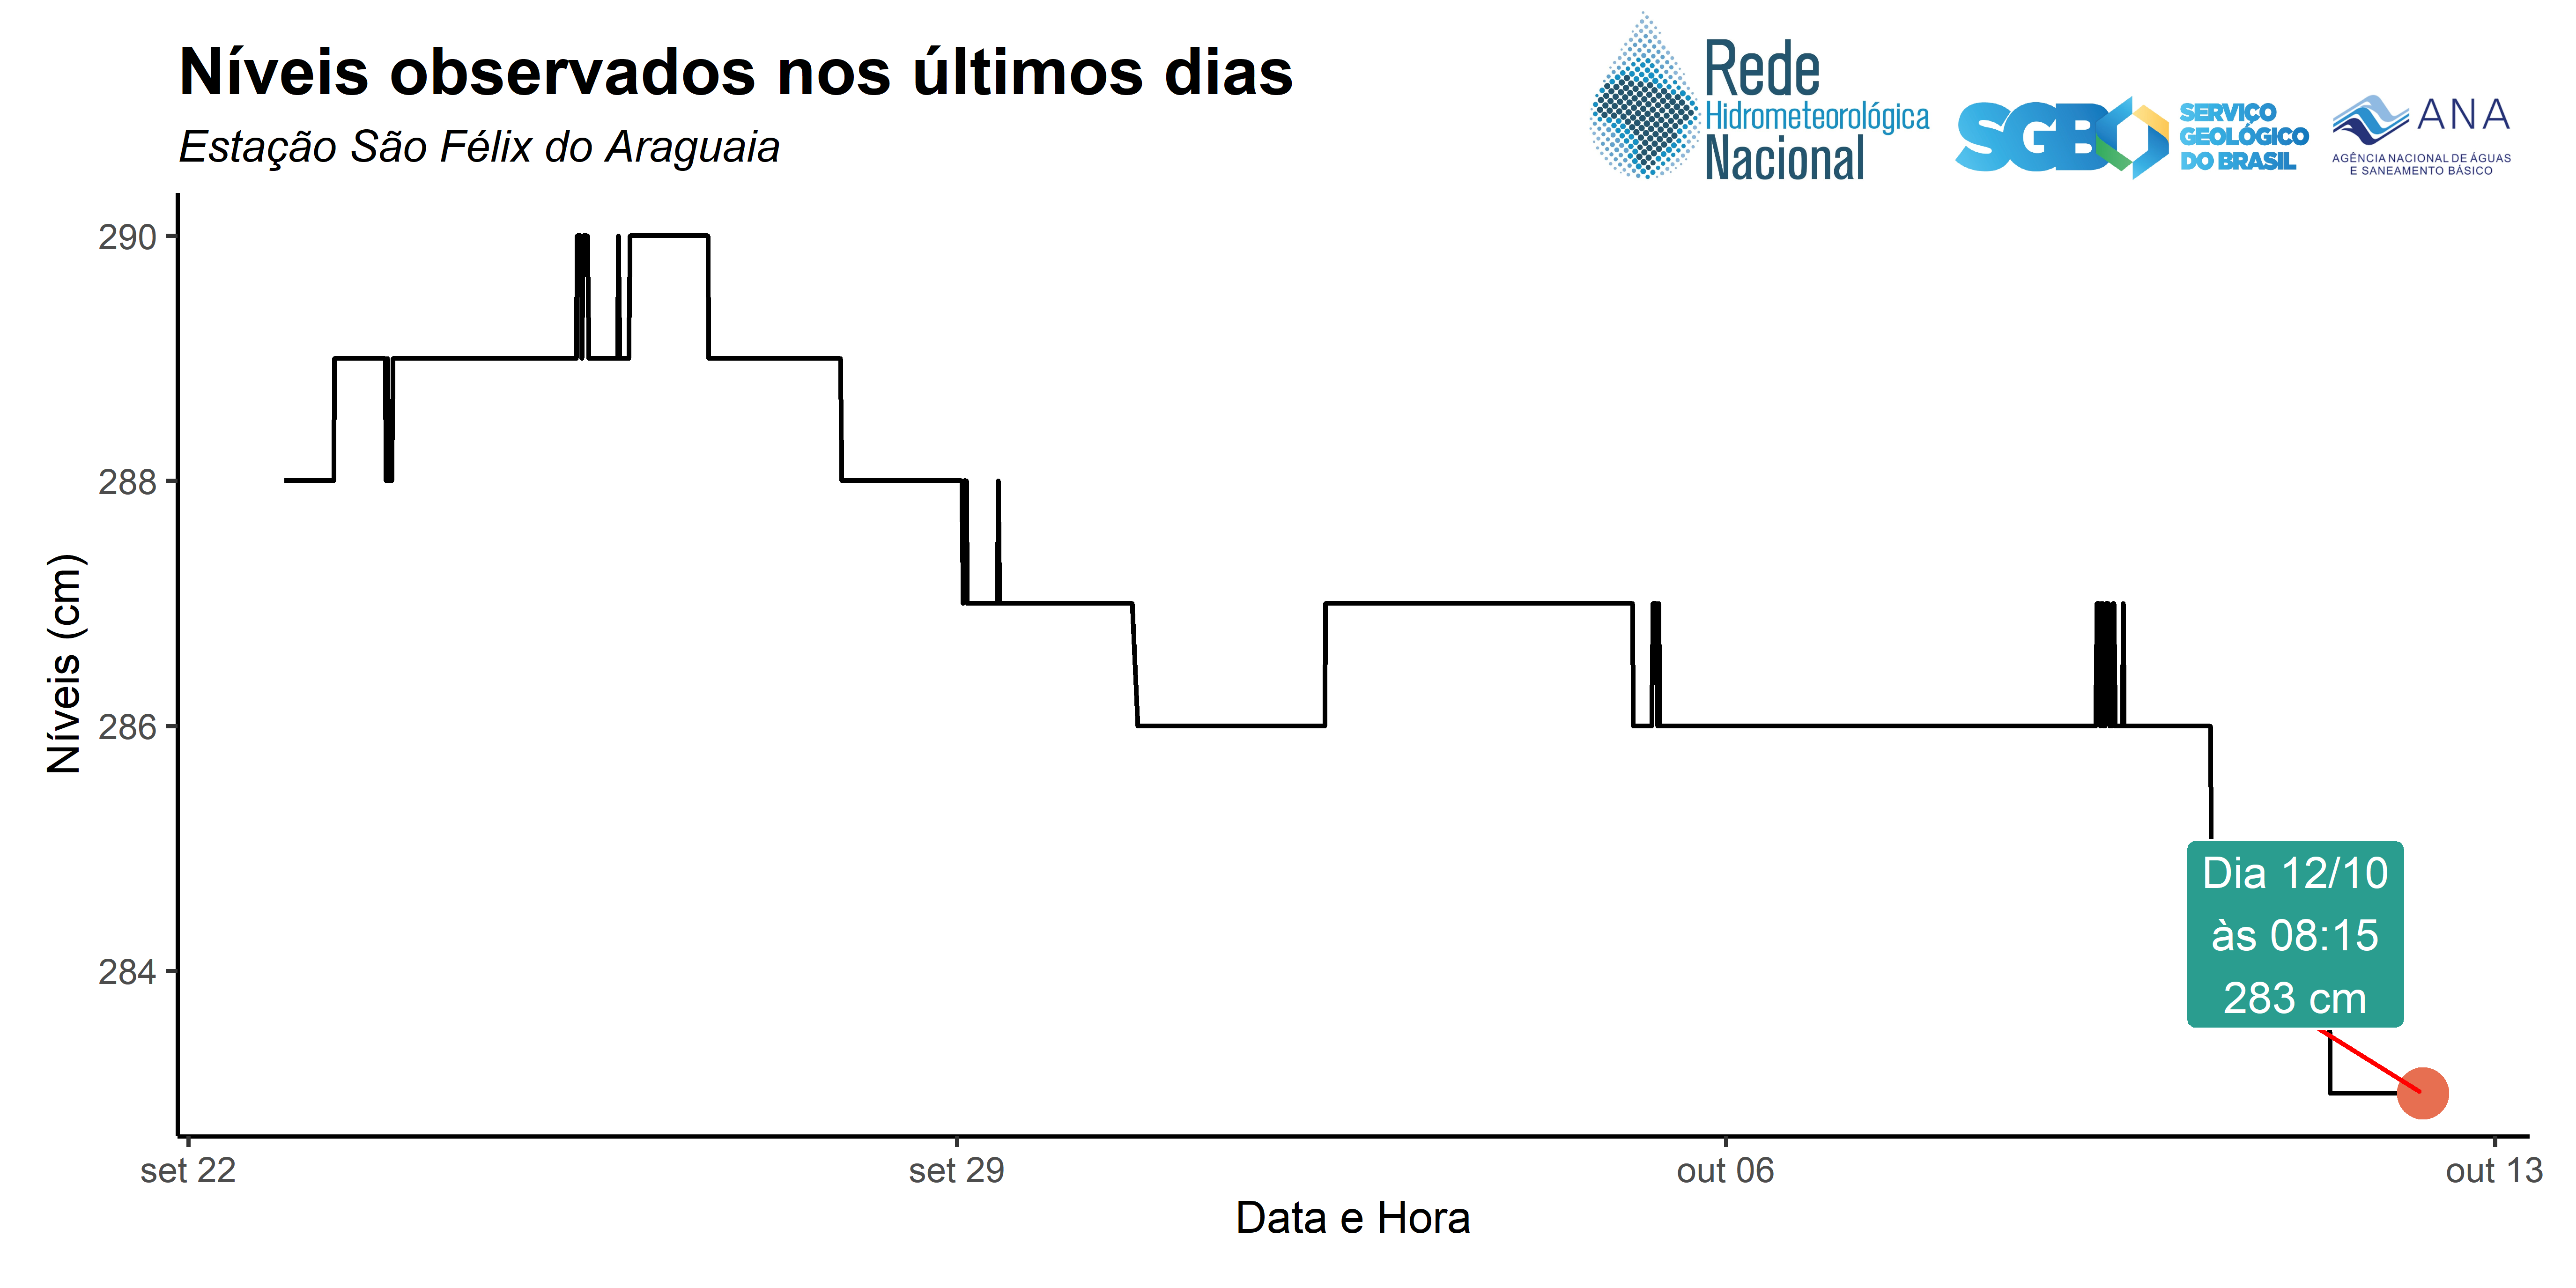 Níveis observados nos últimos dias
Estação São Félix do Araguaia
Rede
Hidrometeorológica
Nacional
SGB
SERVIÇO
GEOLÓGICO
DO BRASIL
ANA
AGÊNCIA NACIONAL DE ÁGUAS
E SANEAMENTO BÁSICO
Níveis (cm)
290
288
286
284
Dia 12/10
às 08:15
283 cm
set 22
set 29
out 06
out 13
Data e Hora